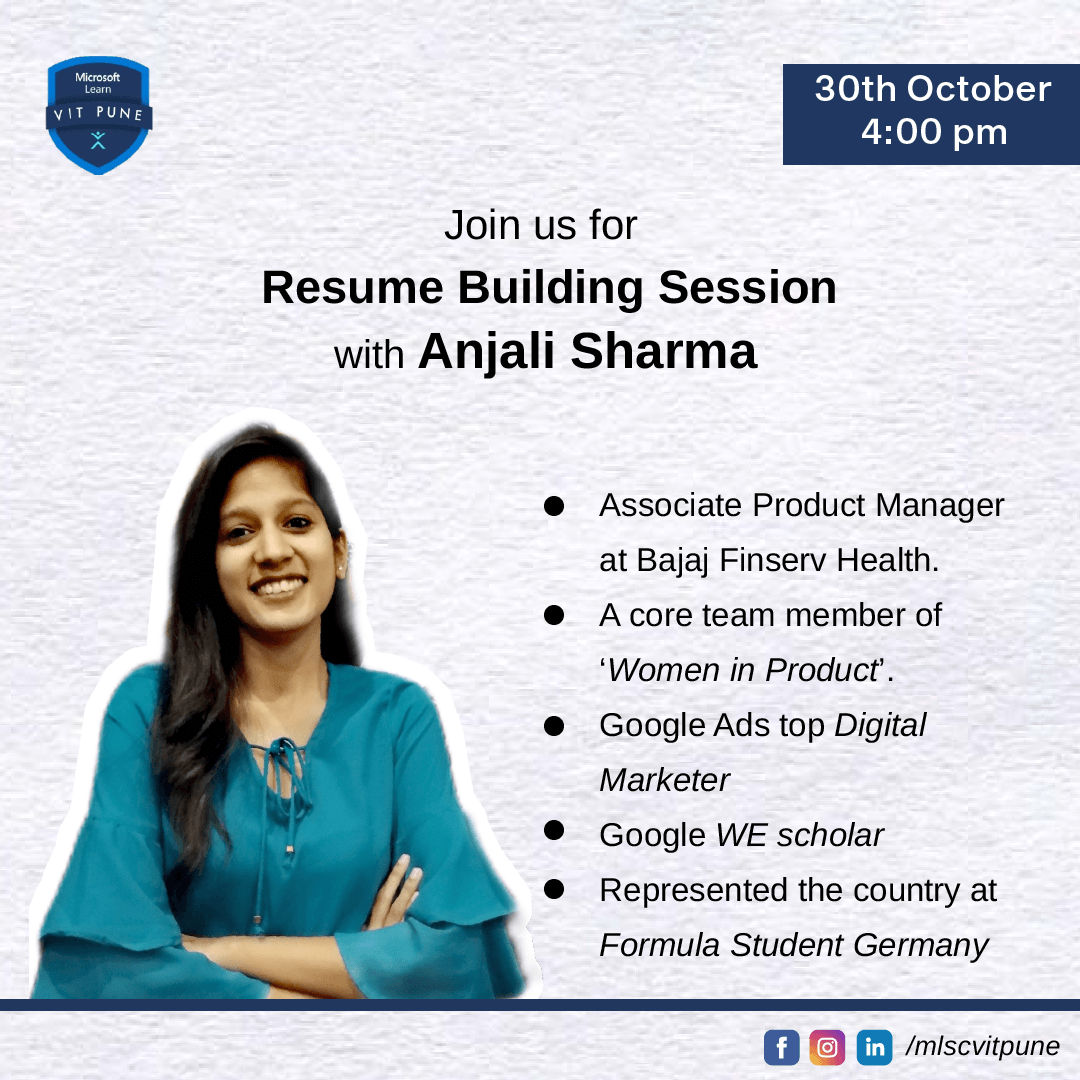 Microsoft
Learn
VIT PUNE
30th October
4:00 pm
Join us for
Resume Building Session
with Anjali Sharma
● Associate Product Manager
at Bajaj Finserv Health.
● A core team member of
‘Women in Product’.
● Google Ads top Digital
Marketer
● Google WE scholar
● Represented the country at
Formula Student Germany
/mlscvitpune